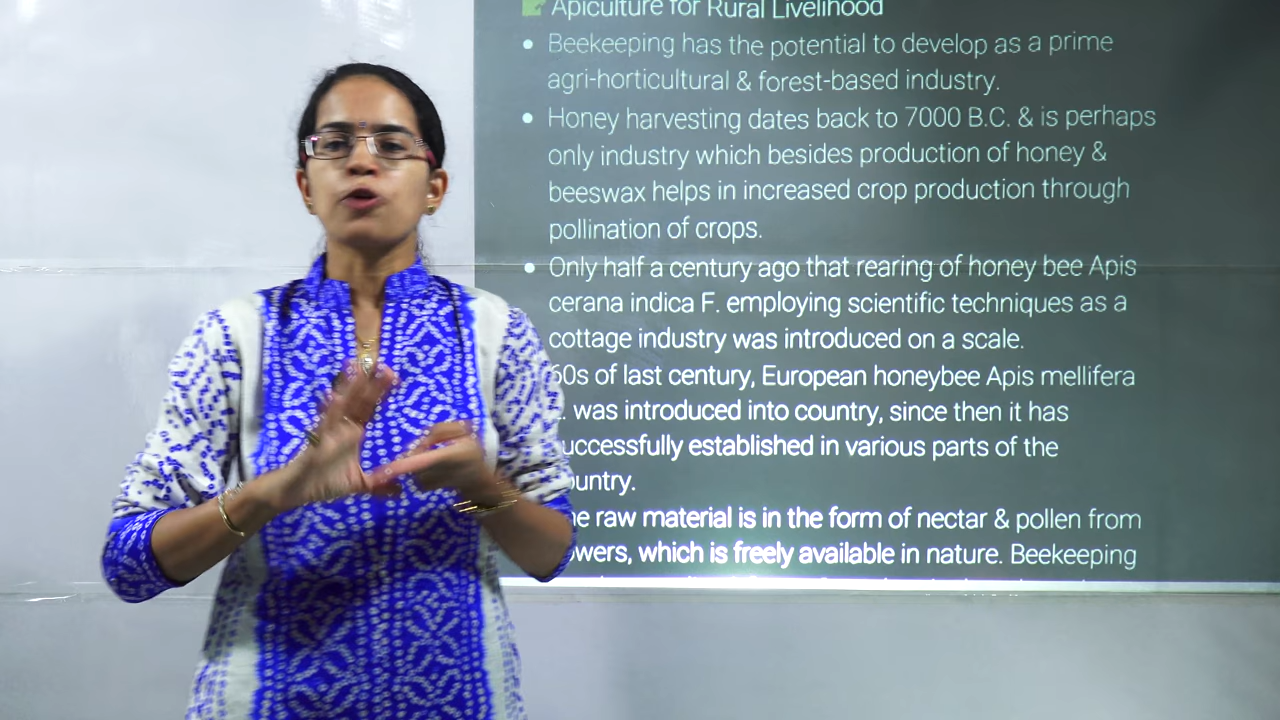 Apiculture for Rural Livelihood
• Beekeeping has the potential to develop as a prime
agri-horticultural & forest-based industry.
• Honey harvesting dates back to 7000 B.C. & is perhaps
only industry which besides production of honey &
beeswax helps in increased crop production through
pollination of crops.
• Only half a century ago that rearing of honey bee Apis
cerana indica F. employing scientific techniques as a
cottage industry was introduced on a scale.
60s of last century, European honeybee Apis mellifera
was introduced into country, since then it has
uccessfully established in various parts of the
ountry.
he raw material is in the form of nectar & pollen from
owers, which is freely available in nature. Beekeeping